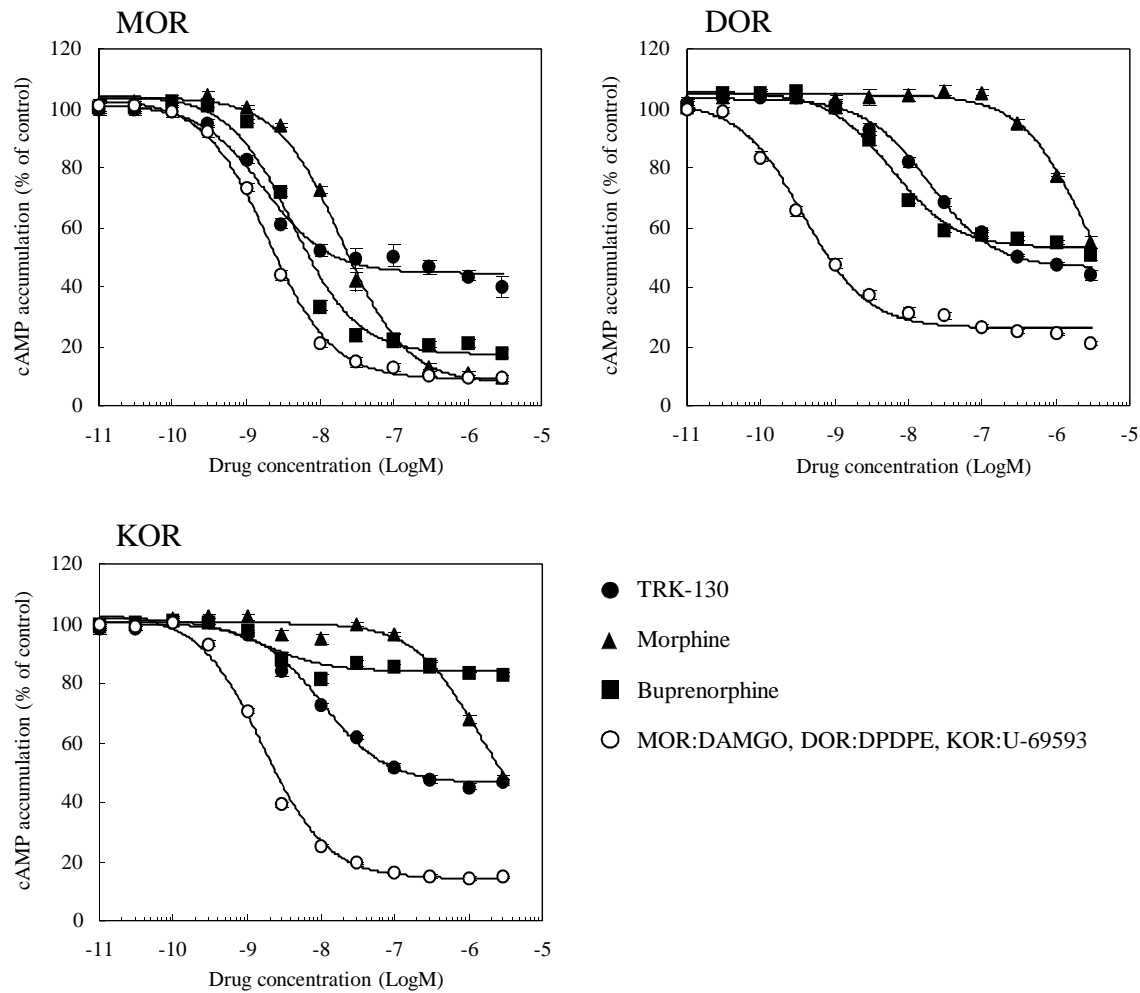 MOR
120
100
80
60
40
20
0
cAMP accumulation (% of control)
-11 -10 -9 -8 -7 -6 -5
Drug concentration (LogM)
DOR
120
100
80
60
40
20
0
cAMP accumulation (% of control)
-11 -10 -9 -8 -7 -6 -5
Drug concentration (LogM)
KOR
120
100
80
60
40
20
0
cAMP accumulation (% of control)
-11 -10 -9 -8 -7 -6 -5
Drug concentration (LogM)
TRK-130
Morphine
Buprenorphine
MOR:DAMGO, DOR:DPDPE, KOR:U-69593